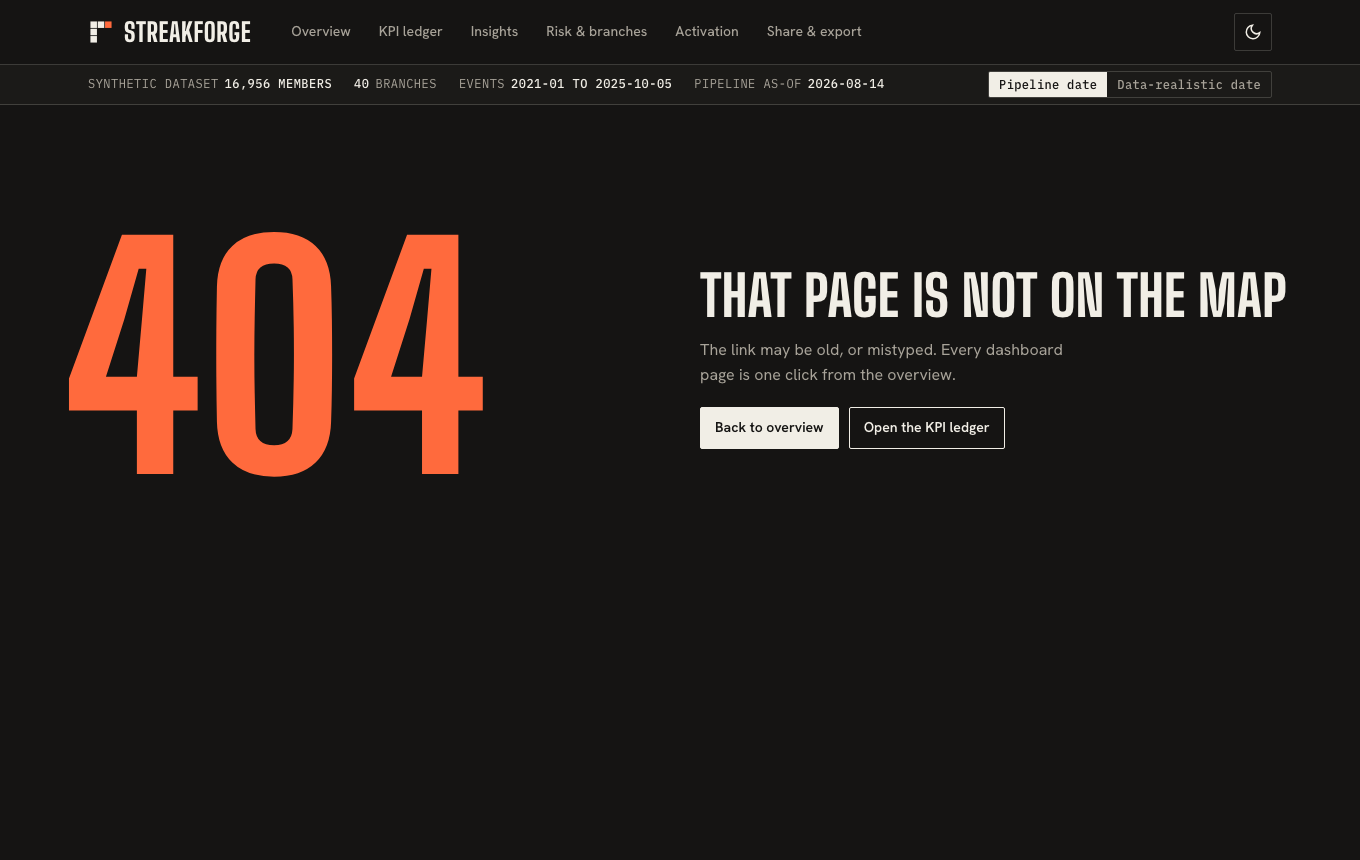 STREAKFORGE Overview KPI ledger Insights Risk & branches Activation Share & export
SYNTHETIC DATASET 16,956 MEMBERS 40 BRANCHES EVENTS 2021-01 TO 2025-10-05 PIPELINE AS-OF 2026-08-14 Pipeline date Data-realistic date
404
THAT PAGE IS NOT ON THE MAP
The link may be old, or mistyped. Every dashboard
page is one click from the overview.
Back to overview Open the KPI ledger